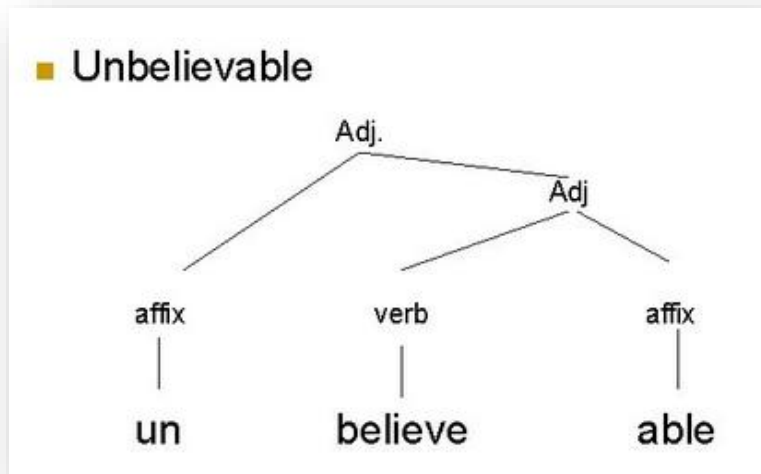 Unbelievable
Adj.
Adj
affix verb affix
un believe able